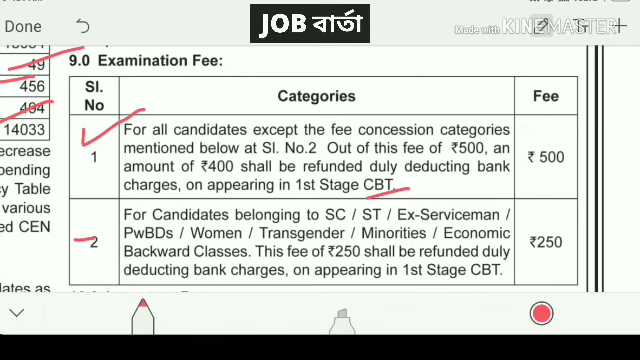 JOB বার্তা
Done
Made with KINEMASTER
49
456
494
14033
ecrease
pending
cy Table
various
ed CEN
9.0 Examination Fee:
Sl. No
Categories
Fee
1
For all candidates except the fee concession categories
mentioned below at Sl. No.2 Out of this fee of ₹500, an
amount of ₹400 shall be refunded duly deducting bank
charges, on appearing in 1st Stage CBT.
₹ 500
2
For Candidates belonging to SC / ST / Ex-Serviceman /
PwBDs / Women / Transgender / Minorities / Economic
Backward Classes. This fee of ₹250 shall be refunded duly
deducting bank charges, on appearing in 1st Stage CBT.
₹250